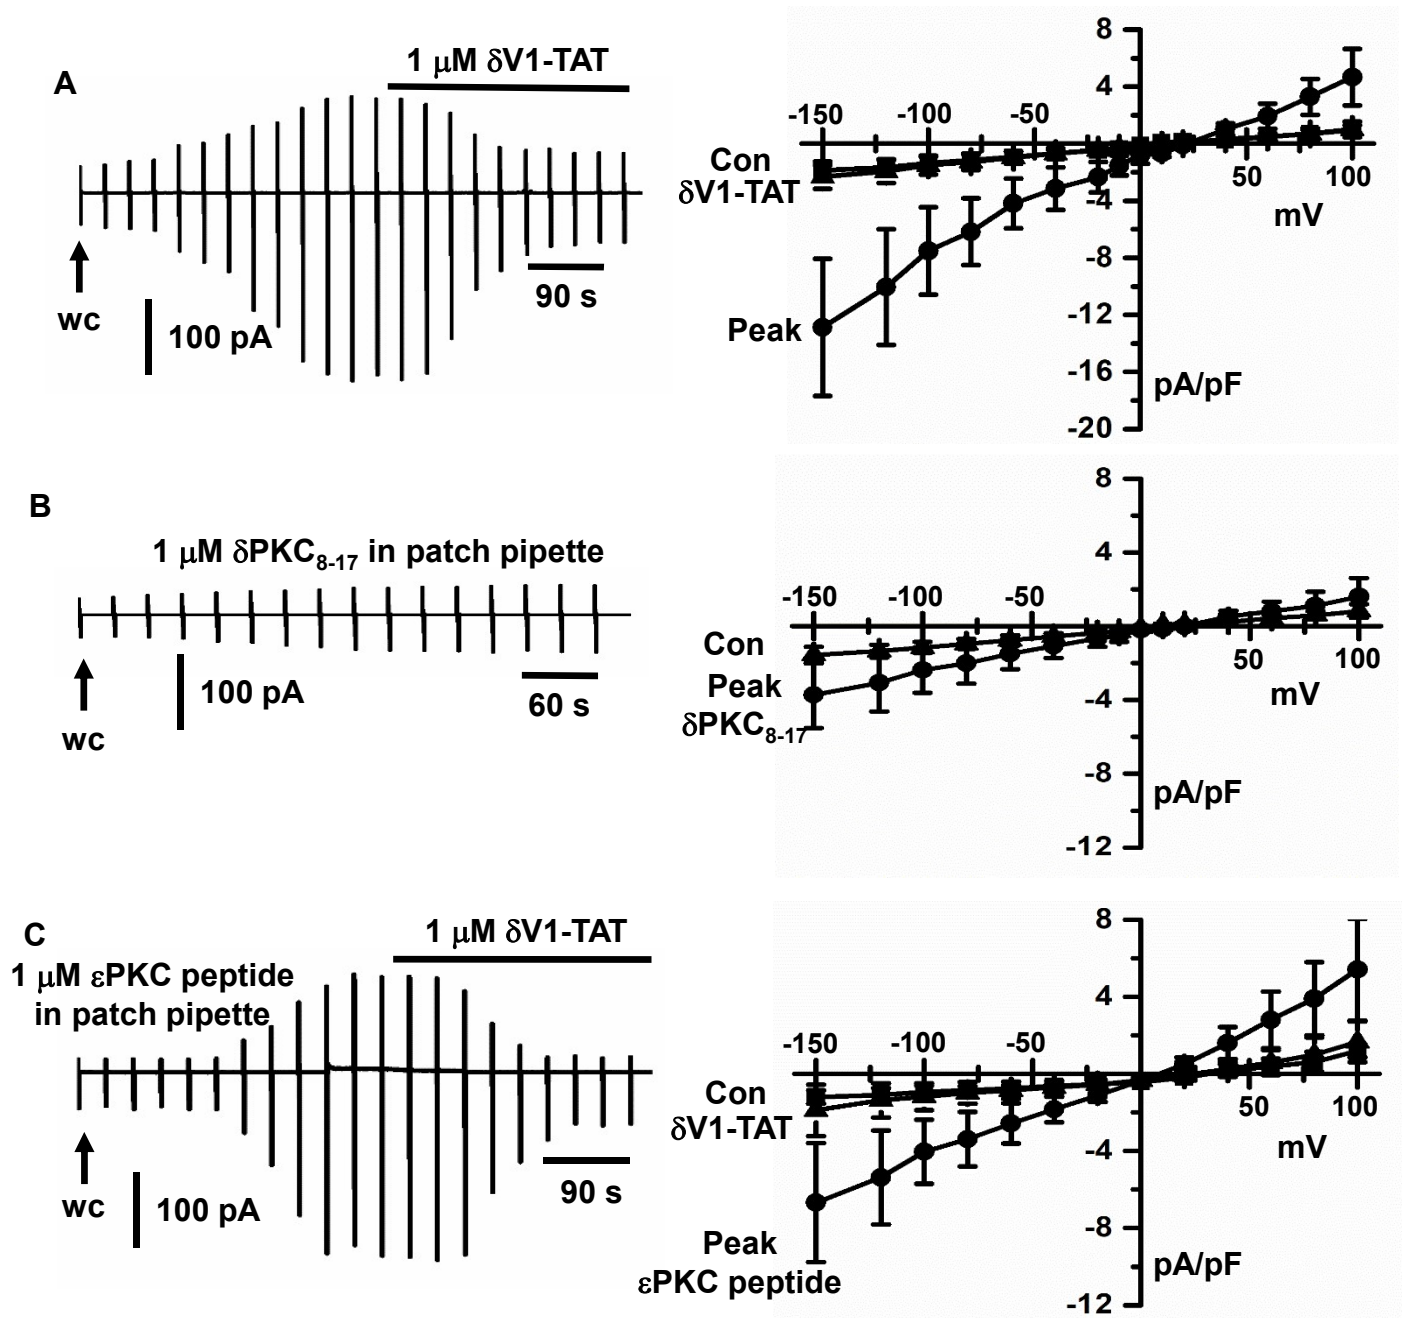 A
1 μM δV1-TAT
wc
100 pA
90 s
8
4
-4
-8
-12
-16
-20
-150
-100
-50
50
100
mV
pA/pF
Con
δV1-TAT
Peak
B
1 μM δPKC8-17 in patch pipette
wc
100 pA
60 s
8
4
-4
-8
-12
-150
-100
-50
50
100
mV
pA/pF
Con
Peak
δPKC8-17
C
1 μM εPKC peptide
in patch pipette
1 μM δV1-TAT
wc
100 pA
90 s
8
4
-4
-8
-12
-150
-100
-50
50
100
mV
pA/pF
Con
δV1-TAT
Peak
εPKC peptide